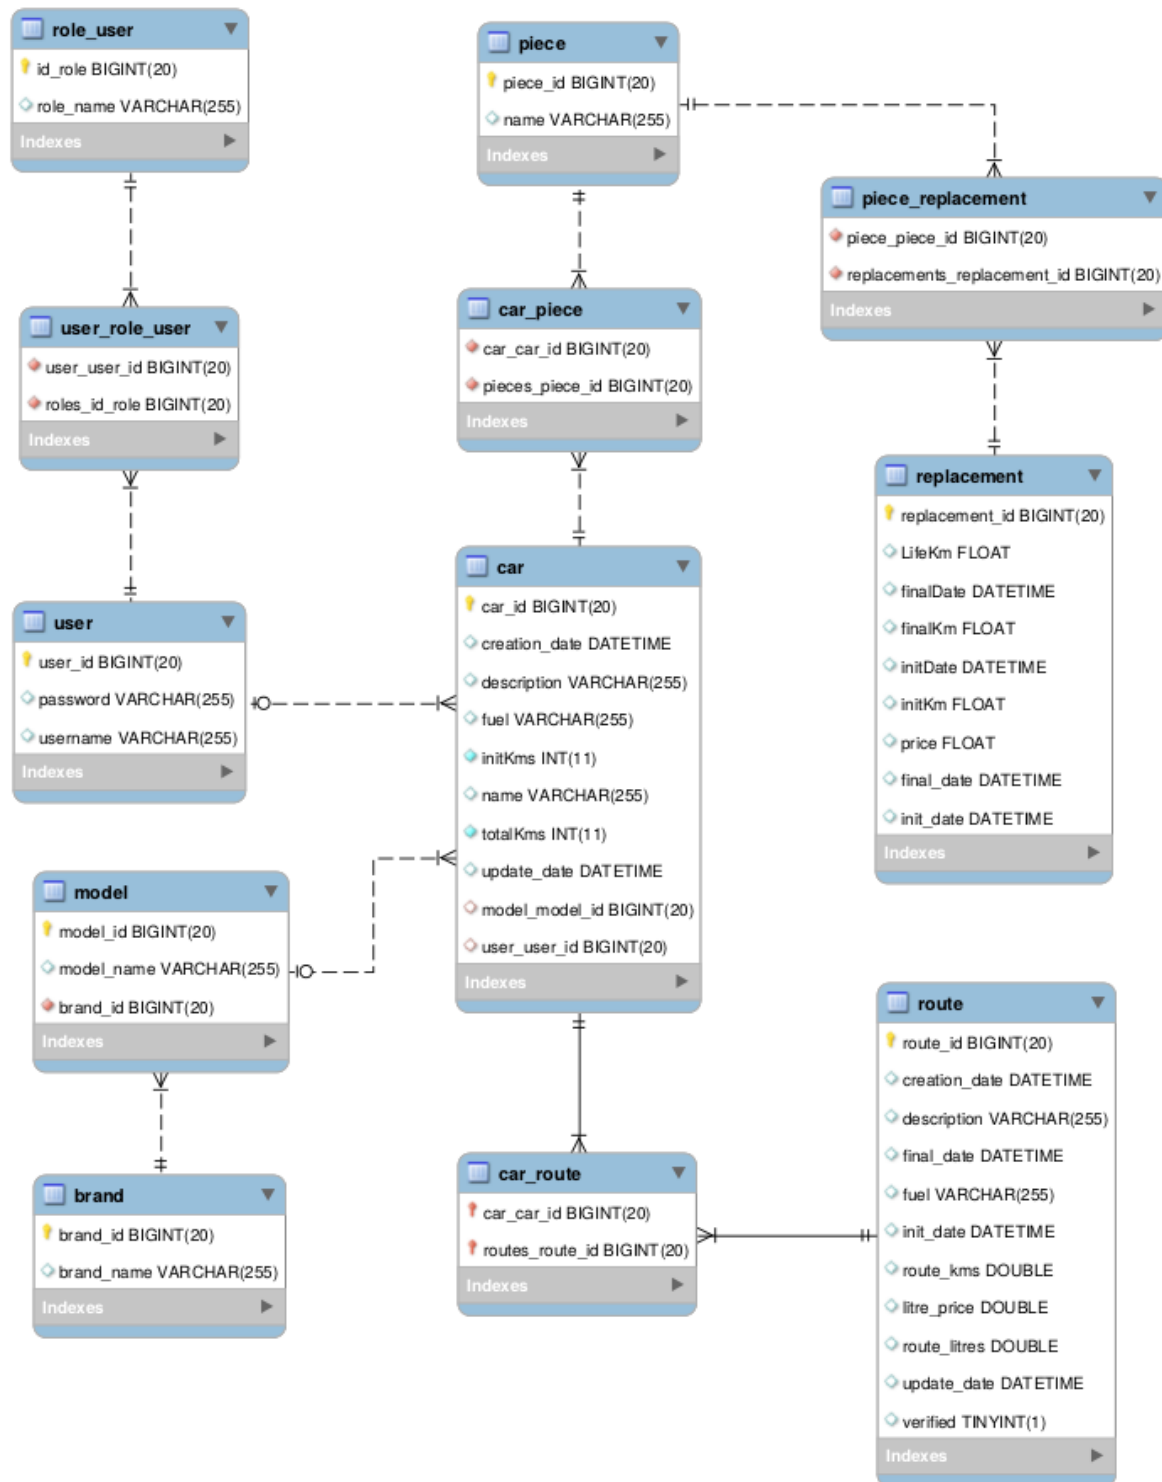 role_user
id_role BIGINT(20)
role_name VARCHAR(255)
Indexes
piece
piece_id BIGINT(20)
name VARCHAR(255)
Indexes
piece_replacement
piece_piece_id BIGINT(20)
replacements_replacement_id BIGINT(20)
Indexes
user_role_user
user_user_id BIGINT(20)
roles_id_role BIGINT(20)
Indexes
car_piece
car_car_id BIGINT(20)
pieces_piece_id BIGINT(20)
Indexes
replacement
replacement_id BIGINT(20)
LifeKm FLOAT
finalDate DATETIME
finalKm FLOAT
initDate DATETIME
initKm FLOAT
price FLOAT
final_date DATETIME
init_date DATETIME
Indexes
user
user_id BIGINT(20)
password VARCHAR(255)
username VARCHAR(255)
Indexes
car
car_id BIGINT(20)
creation_date DATETIME
description VARCHAR(255)
fuel VARCHAR(255)
initKms INT(11)
name VARCHAR(255)
totalKms INT(11)
update_date DATETIME
model_model_id BIGINT(20)
user_user_id BIGINT(20)
Indexes
model
model_id BIGINT(20)
model_name VARCHAR(255)
brand_id BIGINT(20)
Indexes
brand
brand_id BIGINT(20)
brand_name VARCHAR(255)
Indexes
car_route
car_car_id BIGINT(20)
routes_route_id BIGINT(20)
Indexes
route
route_id BIGINT(20)
creation_date DATETIME
description VARCHAR(255)
final_date DATETIME
fuel VARCHAR(255)
init_date DATETIME
route_kms DOUBLE
litre_price DOUBLE
route_litres DOUBLE
update_date DATETIME
verified TINYINT(1)
Indexes